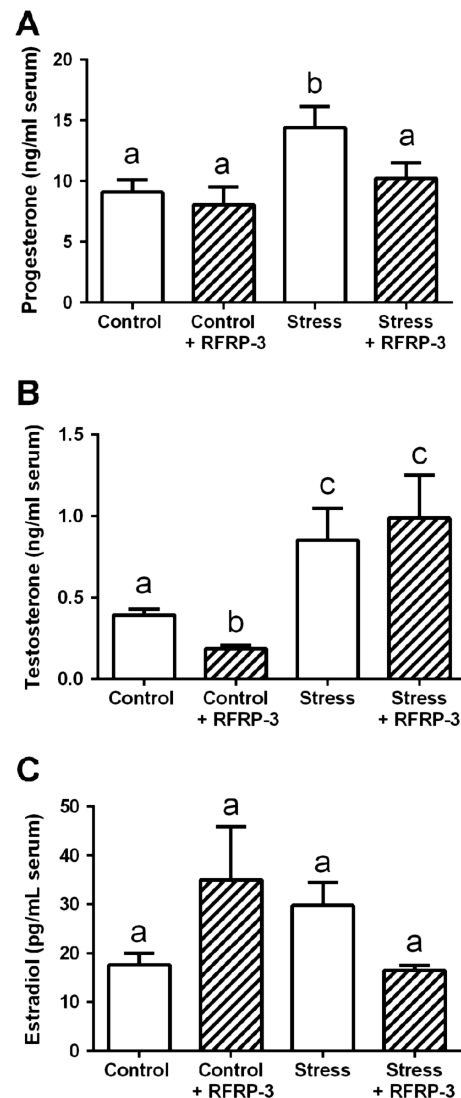 A
Progesterone (ng/ml serum)
20
15
10
5
0
a
a
b
a
Control
Control
+ RFRP-3
Stress
Stress
+ RFRP-3
B
Testosterone (ng/ml serum)
1.5
1.0
0.5
0.0
a
b
c
c
Control
Control
+ RFRP-3
Stress
Stress
+ RFRP-3
C
Estradiol (pg/mL serum)
50
40
30
20
10
0
a
a
a
a
Control
Control
+ RFRP-3
Stress
Stress
+ RFRP-3